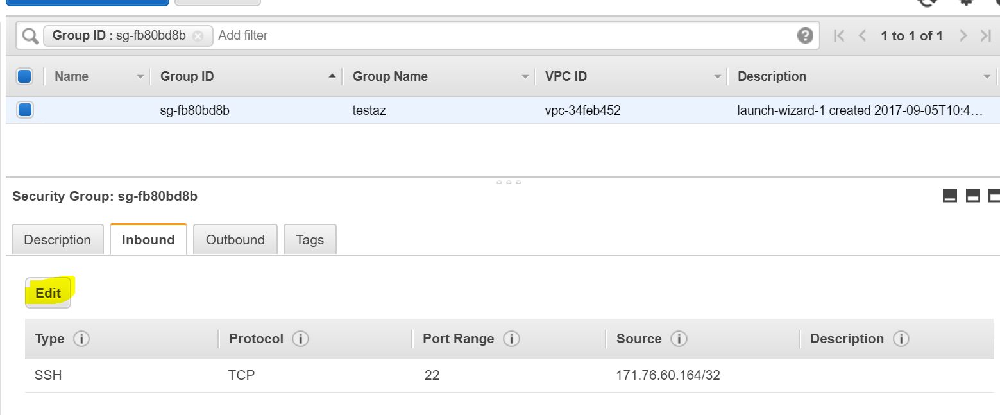 Group ID : sg-fb80bd8b Add filter 1 to 1 of 1
Name Group ID Group Name VPC ID Description
sg-fb80bd8b testaz vpc-34feb452 launch-wizard-1 created 2017-09-05T10:4…
Security Group: sg-fb80bd8b
Description Inbound Outbound Tags
Edit
Type Protocol Port Range Source Description
SSH TCP 22 171.76.60.164/32